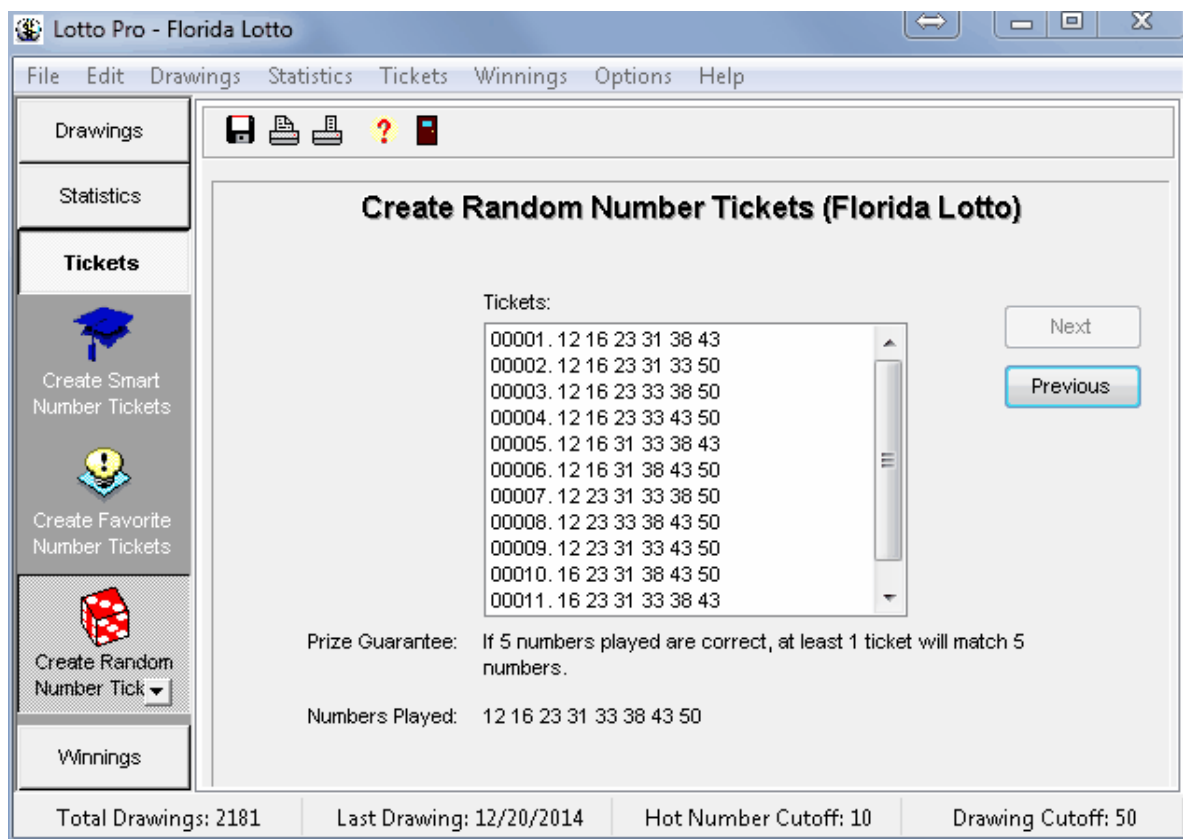 Lotto Pro - Florida Lotto
File Edit Drawings Statistics Tickets Winnings Options Help
Drawings
Statistics
Tickets
Create Smart
Number Tickets
Create Favorite
Number Tickets
Create Random
Number Tick
Winnings
Create Random Number Tickets (Florida Lotto)
Tickets:
00001. 12 16 23 31 38 43
00002. 12 16 23 31 33 50
00003. 12 16 23 33 38 50
00004. 12 16 23 33 43 50
00005. 12 16 31 33 38 43
00006. 12 16 31 38 43 50
00007. 12 23 31 33 38 50
00008. 12 23 33 38 43 50
00009. 12 23 31 33 43 50
00010. 16 23 31 38 43 50
00011. 16 23 31 33 38 43
Next
Previous
Prize Guarantee: If 5 numbers played are correct, at least 1 ticket will match 5
numbers.
Numbers Played: 12 16 23 31 33 38 43 50
Total Drawings: 2181 Last Drawing: 12/20/2014 Hot Number Cutoff: 10 Drawing Cutoff: 50